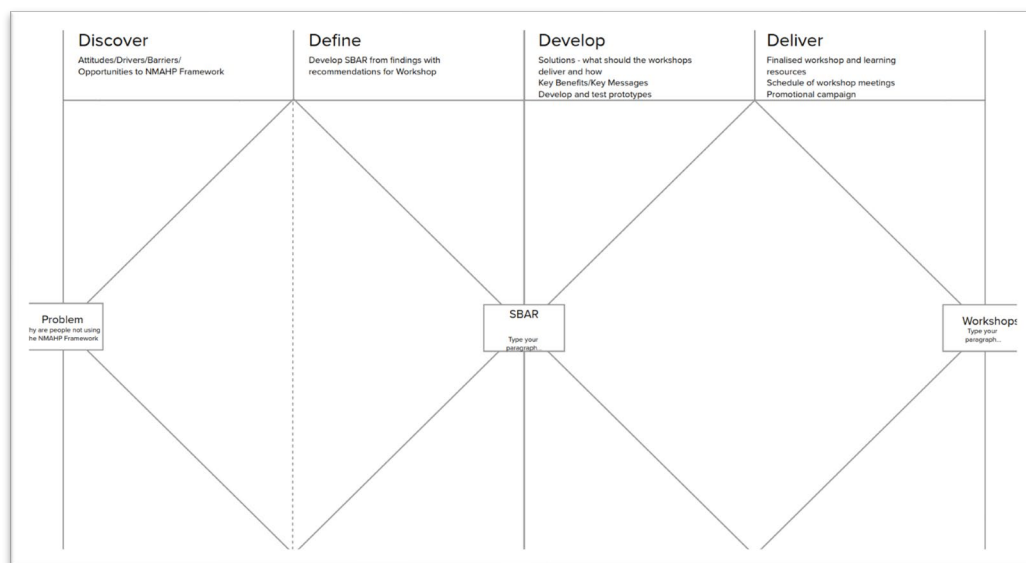 Discover
Attitudes/Drivers/Barriers/
Opportunities to NMAHP Framework
Define
Develop SBAR from findings with
recommendations for Workshop
Develop
Solutions - what should the workshops
deliver and how
Key Benefits/Key Messages
Develop and test prototypes
Deliver
Finalised workshop and learning
resources
Schedule of workshop meetings
Promotional campaign
Problem
hy are people not using
he NMAHP Framework
SBAR
Type your
paragraph...
Workshops
Type your
paragraph...